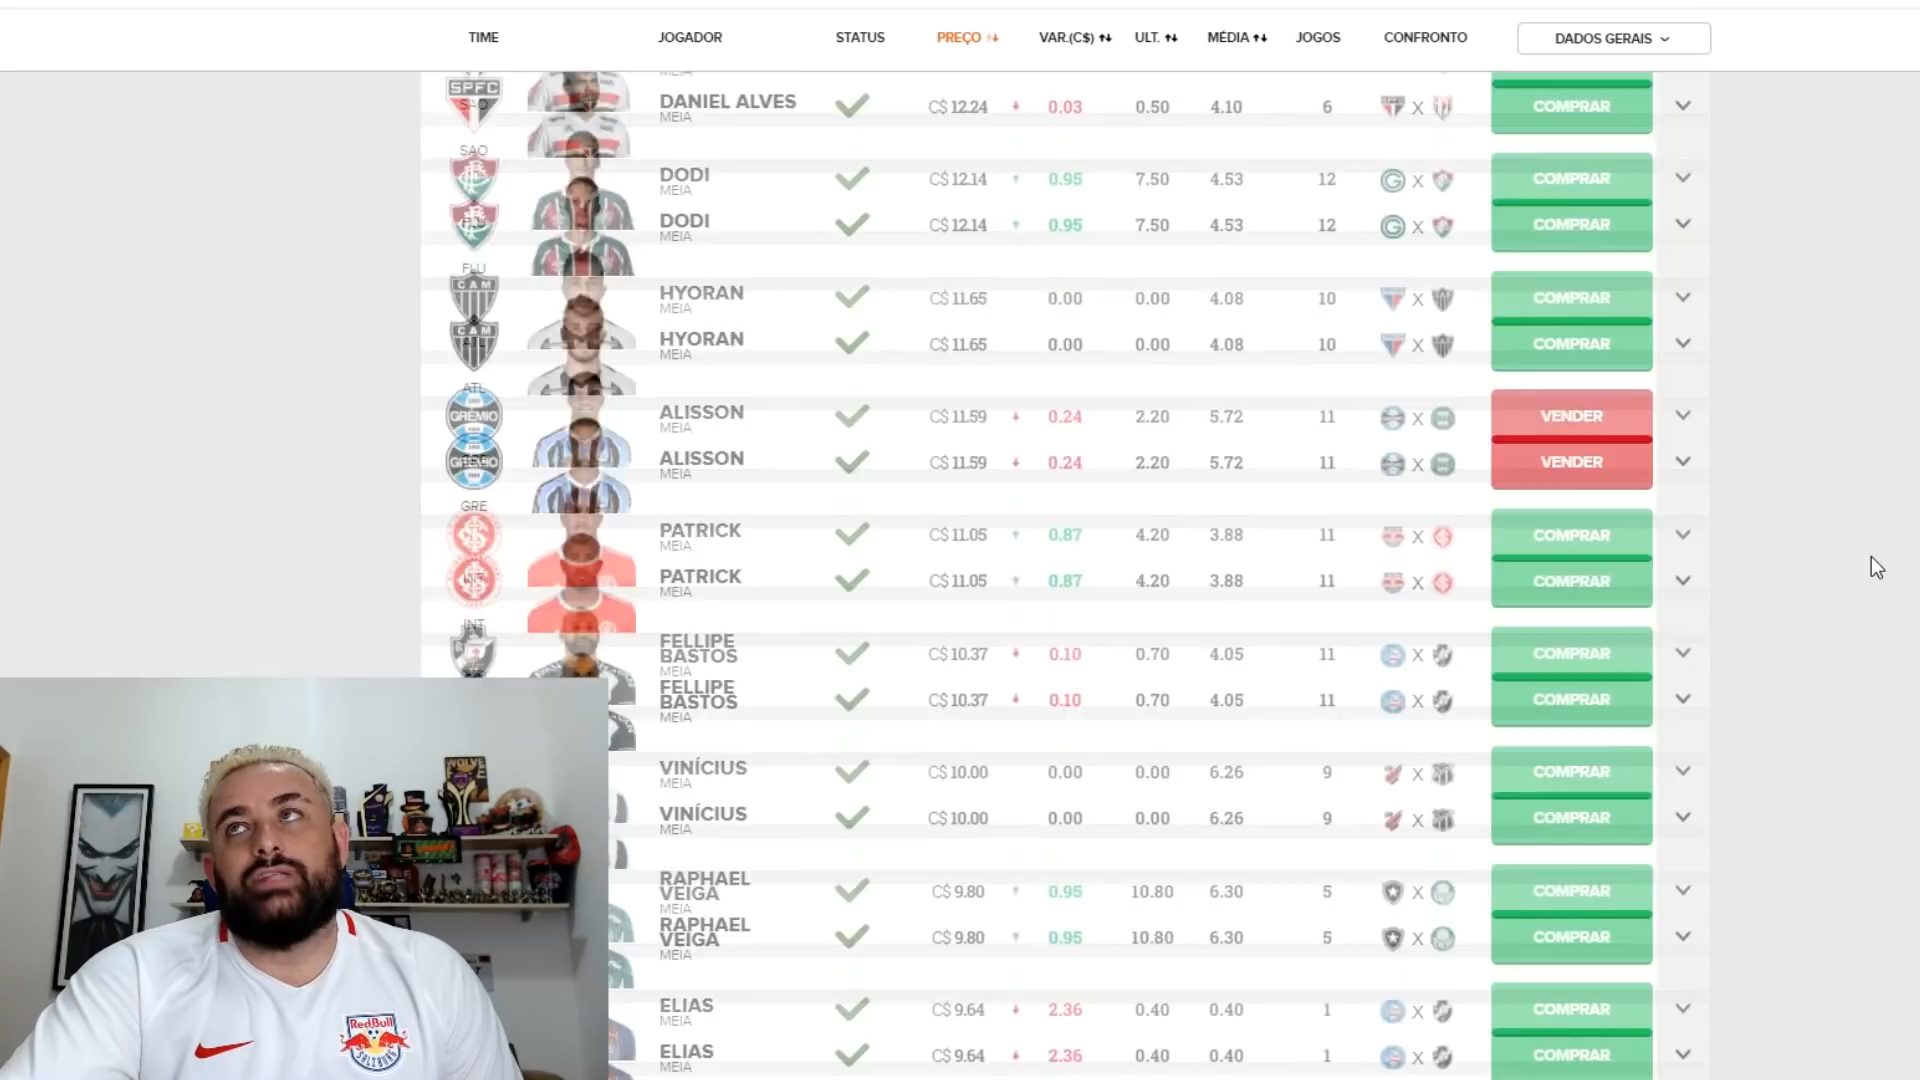 TIME JOGADOR STATUS PREÇO VAR.(C$) ULT. MÉDIA JOGOS CONFRONTO DADOS GERAIS
MEIA
SPFC
SAO
DANIEL ALVES
MEIA
C$ 12.24 0.03 0.50 4.10 6 X COMPRAR
SAO
DODI
MEIA
C$ 12.14 0.95 7.50 4.53 12 X COMPRAR
DODI
MEIA
C$ 12.14 0.95 7.50 4.53 12 X COMPRAR
FLU
CAM
HYORAN
MEIA
C$ 11.65 0.00 0.00 4.08 10 X COMPRAR
CAM
ATL
HYORAN
MEIA
C$ 11.65 0.00 0.00 4.08 10 X COMPRAR
ATL
GRÊMIO
ALISSON
MEIA
C$ 11.59 0.24 2.20 5.72 11 X VENDER
ALISSON
MEIA
C$ 11.59 0.24 2.20 5.72 11 X VENDER
GRE
PATRICK
MEIA
C$ 11.05 0.87 4.20 3.88 11 X COMPRAR
INT
PATRICK
MEIA
C$ 11.05 0.87 4.20 3.88 11 X COMPRAR
INT
FELLIPE
BASTOS
MEIA
C$ 10.37 0.10 0.70 4.05 11 X COMPRAR
FELLIPE
BASTOS
MEIA
C$ 10.37 0.10 0.70 4.05 11 X COMPRAR
VINÍCIUS
MEIA
C$ 10.00 0.00 0.00 6.26 9 X COMPRAR
VINÍCIUS
MEIA
C$ 10.00 0.00 0.00 6.26 9 X COMPRAR
RAPHAEL
VEIGA
MEIA
C$ 9.80 0.95 10.80 6.30 5 X COMPRAR
RAPHAEL
VEIGA
MEIA
C$ 9.80 0.95 10.80 6.30 5 X COMPRAR
ELIAS
MEIA
C$ 9.64 2.36 0.40 0.40 1 X COMPRAR
ELIAS
MEIA
C$ 9.64 2.36 0.40 0.40 1 X COMPRAR
WOLVE
RedBull
SALZBURG